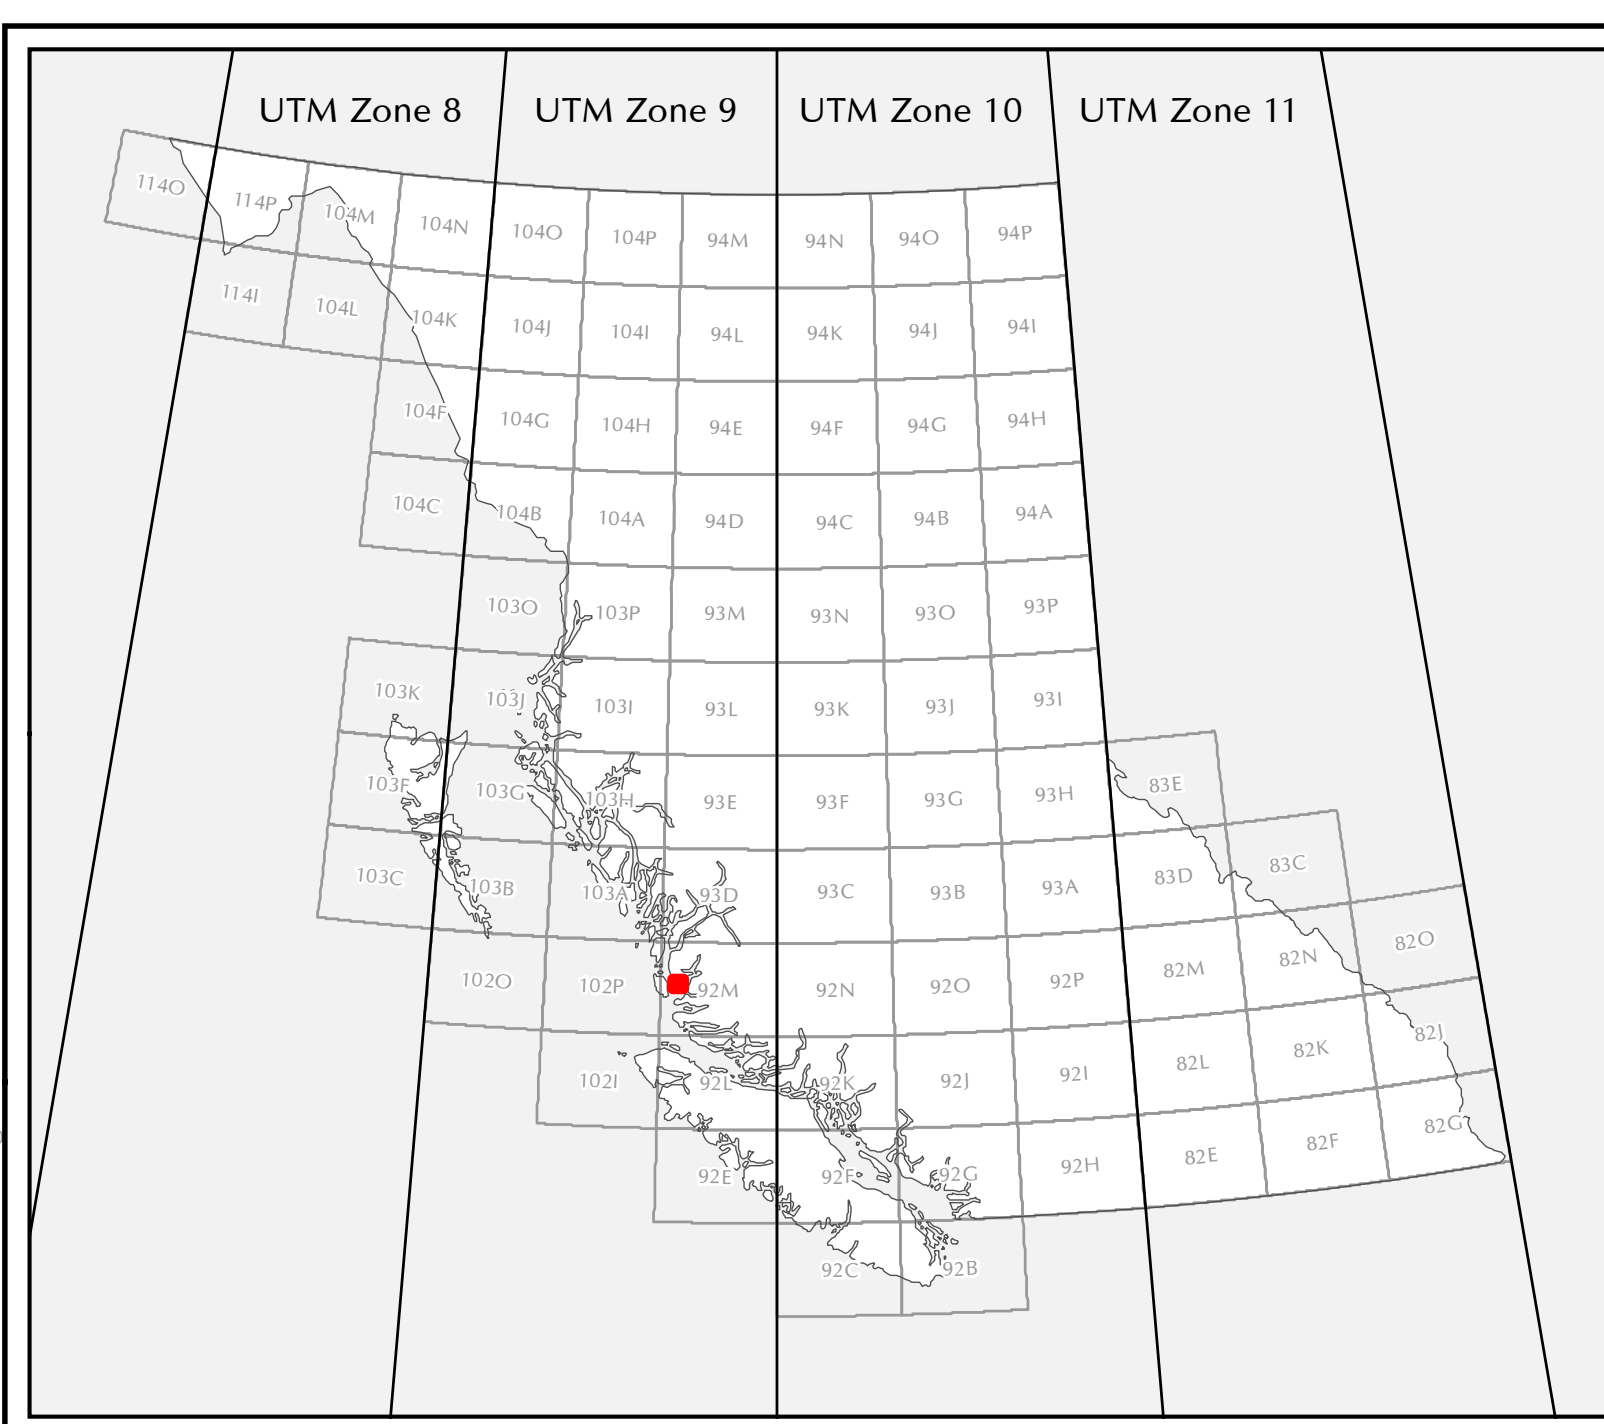 UTM Zone 8 UTM Zone 9 UTM Zone 10 UTM Zone 11
114O 114P 104M 104N 104O 104P 94M 94N 94O 94P
114I 104L 104K 104J 104I 94L 94K 94J 94I
104F 104G 104H 94E 94F 94G 94H
104C 104B 104A 94D 94C 94B 94A
103O 103P 93M 93N 93O 93P
103K 103J 103I 93L 93K 93J 93I
103F 103G 103H 93E 93F 93G 93H 83E
103C 103B 103A 93D 93C 93B 93A 83D 83C
102O 102P 92M 92N 92O 92P 82M 82N 82O
102I 92L 92K 92J 92I 82L 82K 82J
92E 92F 92G 92H 82E 82F 82G
92C 92B